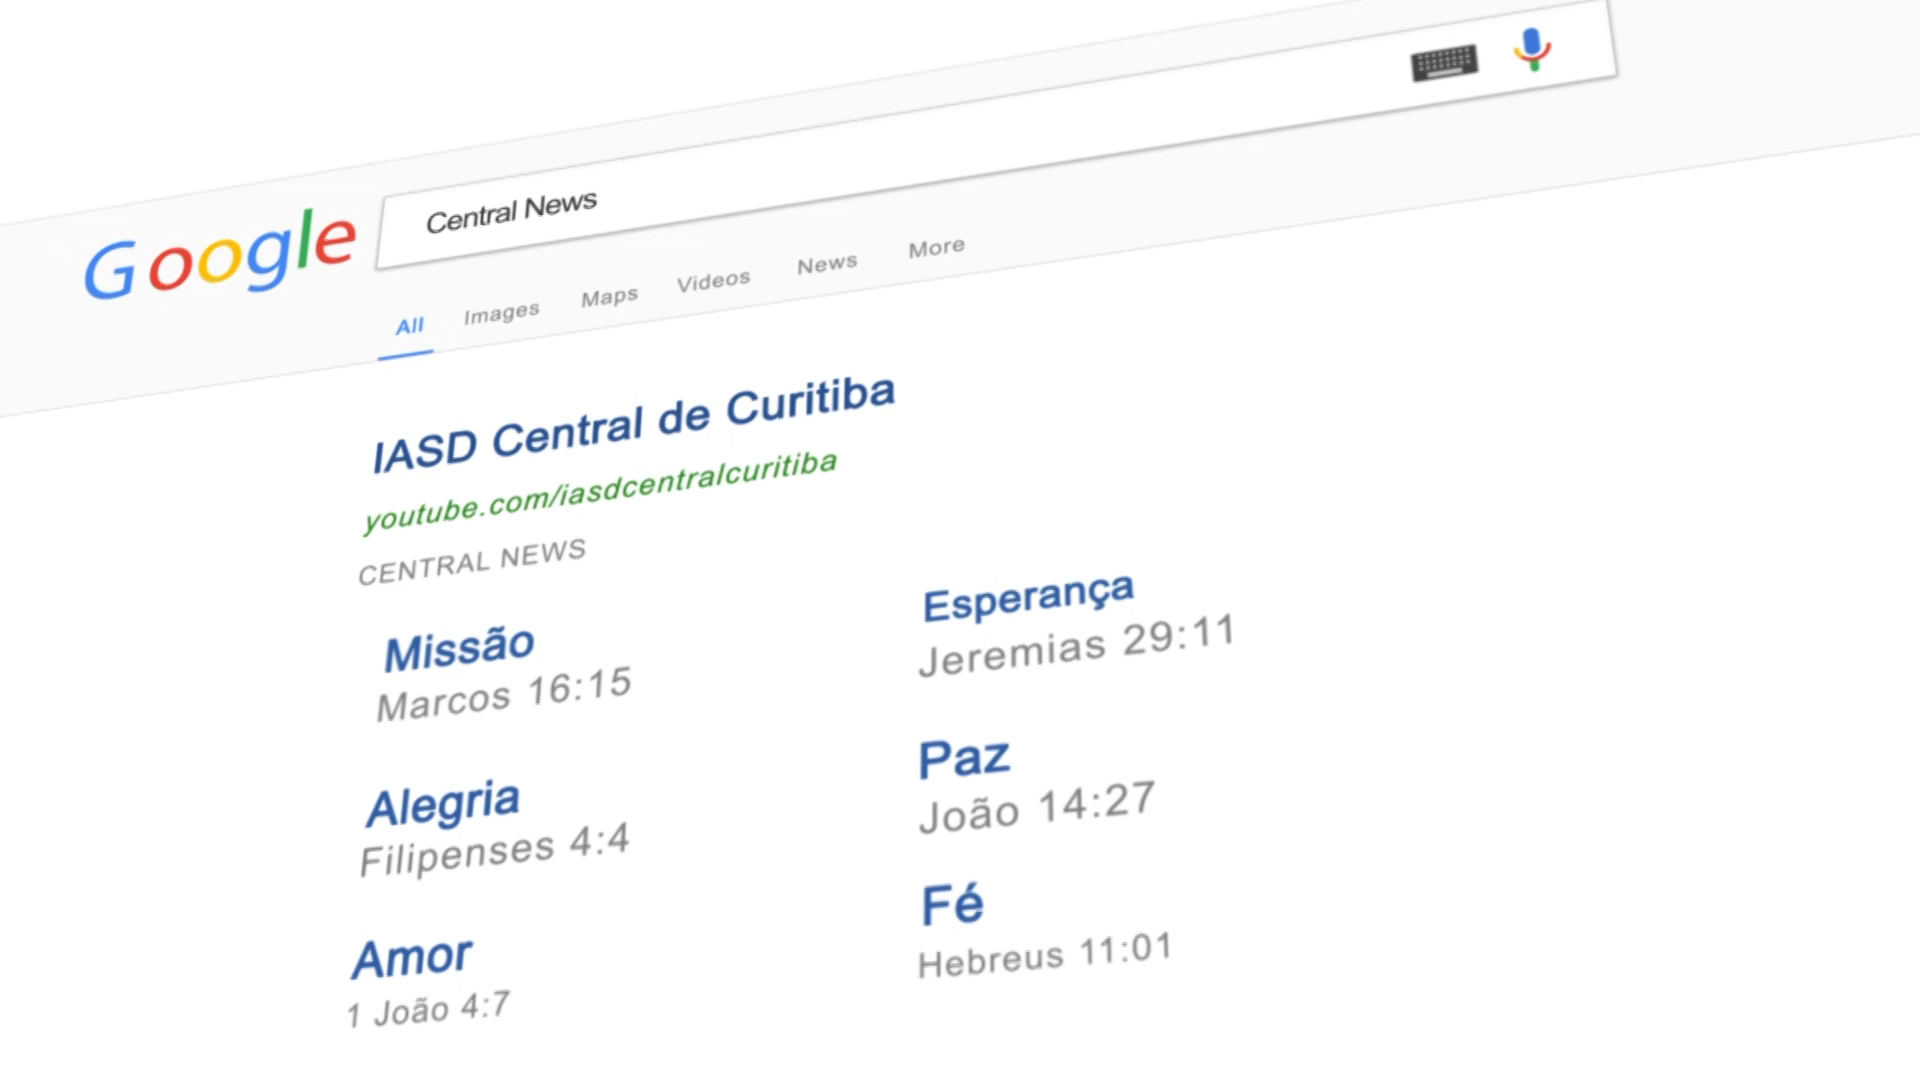 Google
Central News
All Images Maps Videos News More
IASD Central de Curitiba
youtube.com/iasdcentralcuritiba
CENTRAL NEWS
Missão
Marcos 16:15
Alegria
Filipenses 4:4
Amor
1 João 4:7
Esperança
Jeremias 29:11
Paz
João 14:27
Fé
Hebreus 11:01